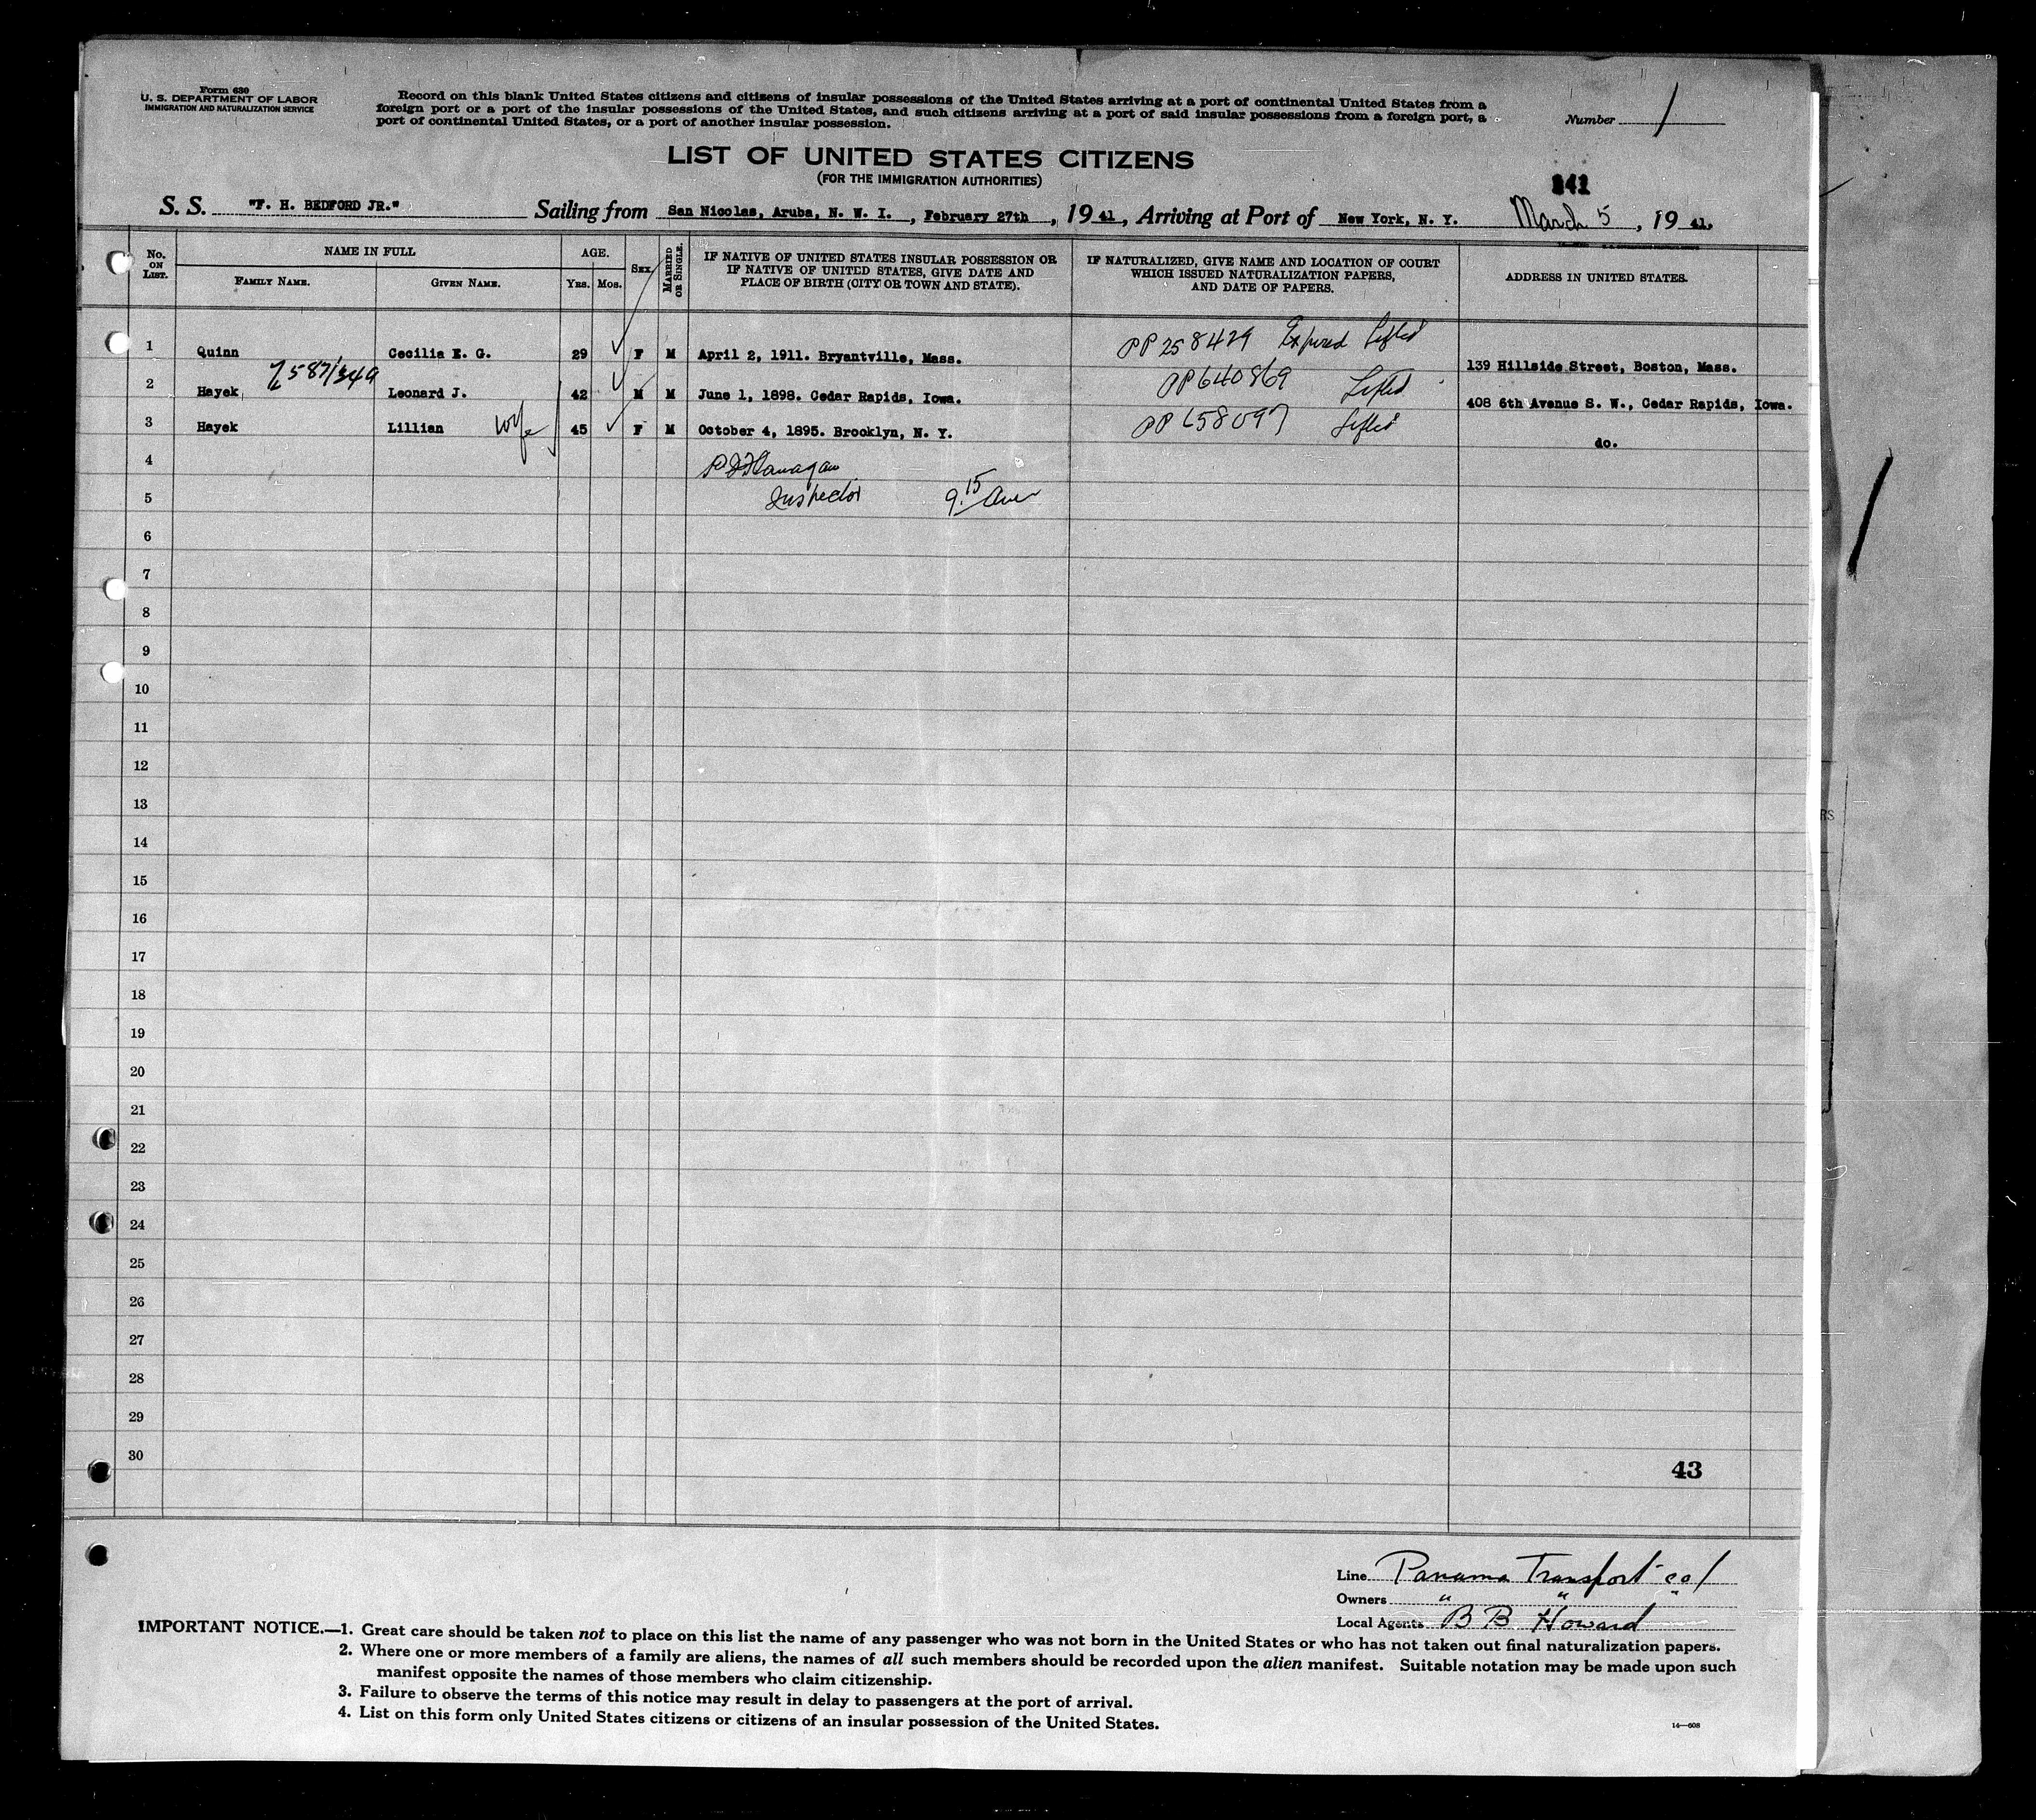 Form 630
U. S. DEPARTMENT OF LABOR
IMMIGRATION AND NATURALIZATION SERVICE
Record on this blank United States citizens and citizens of insular possessions of the United States arriving at a port of continental United States from a
foreign port or a port of the insular possessions of the United States, and such citizens arriving at a port of said insular possessions from a foreign port, a
port of continental United States, or a port of another insular possession.
Number 1
LIST OF UNITED STATES CITIZENS
(FOR THE IMMIGRATION AUTHORITIES)
S. S. "F. H. BEDFORD JR." Sailing from San Nicolas, Aruba, N. W. I., February 27th, 19 41, Arriving at Port of New York, N. Y. March 5, 19 41.
No. ON LIST.
NAME IN FULL
FAMILY NAME.
GIVEN NAME.
AGE.
YRS.
MOS.
SEX
MARRIED OR SINGLE.
IF NATIVE OF UNITED STATES INSULAR POSSESSION OR
IF NATIVE OF UNITED STATES, GIVE DATE AND
PLACE OF BIRTH (CITY OR TOWN AND STATE).
IF NATURALIZED, GIVE NAME AND LOCATION OF COURT
WHICH ISSUED NATURALIZATION PAPERS,
AND DATE OF PAPERS.
ADDRESS IN UNITED STATES.
1 Quinn Cecilia E. G. 29 F M April 2, 1911. Bryantville, Mass. PP 258429 Expired Lifted 139 Hillside Street, Boston, Mass.
2 Hayek Leonard J. 42 M M June 1, 1898. Cedar Rapids, Iowa. PP 640869 Lifted 408 6th Avenue S. W., Cedar Rapids, Iowa.
3 Hayek Lillian wife 45 F M October 4, 1895. Brooklyn, N. Y. PP 658097 Lifted do.
4 Flanagan
5 Inspector 9.15 am
6
7
8
9
10
11
12
13
14
15
16
17
18
19
20
21
22
23
24
25
26
27
28
29
30
43
Line Panama Transport co
Owners " " "
Local Agents B B Howard
IMPORTANT NOTICE.—1. Great care should be taken not to place on this list the name of any passenger who was not born in the United States or who has not taken out final naturalization papers.
2. Where one or more members of a family are aliens, the names of all such members should be recorded upon the alien manifest. Suitable notation may be made upon such
manifest opposite the names of those members who claim citizenship.
3. Failure to observe the terms of this notice may result in delay to passengers at the port of arrival.
4. List on this form only United States citizens or citizens of an insular possession of the United States.
14—608